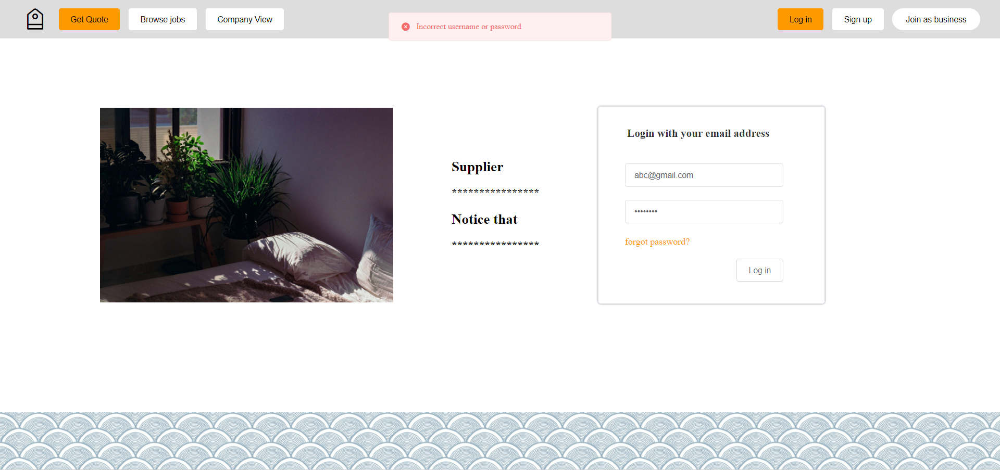 Get Quote
Browse jobs
Company View
Incorrect username or password
Log in
Sign up
Join as business
Supplier
****************
Notice that
****************
Login with your email address
abc@gmail.com
••••••••
forgot password?
Log in